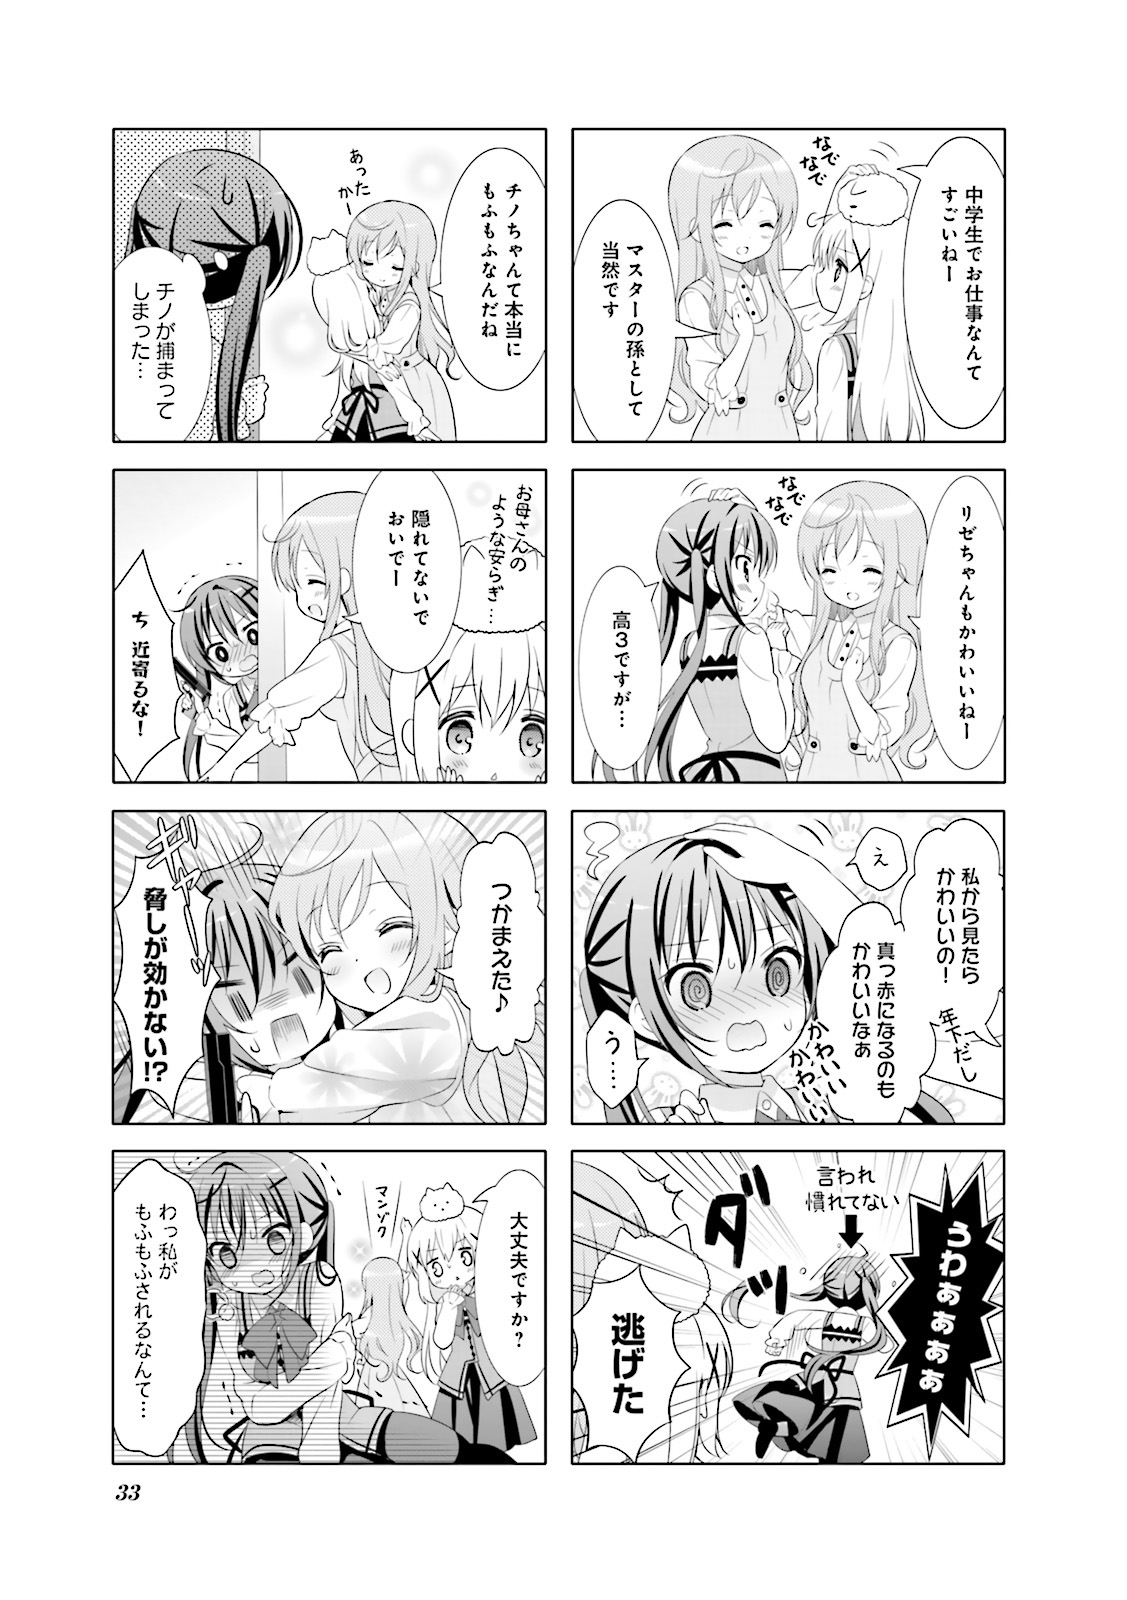 なでなで
中学生でお仕事なんて
すごいねー
マスターの孫として
当然です
なでなで
リゼちゃんもかわいいねー
高3ですが…
私から見たら
かわいいの!
年下だし
え
真っ赤になるのも
かわいいなぁ
かわいい
かわいい
う…
うわぁぁぁぁ
言われ
慣れてない
ダッ
逃げた
チノちゃんて本当に
もふもふなんだね
あったかー
チノが捕まって
しまった…
お母さんの
ような安らぎ…
隠れてないで
おいでー
ち 近寄るな!
つかまえた♪
ギャアアア
脅しが効かない!?
大丈夫ですか?
マンゾク
わっ私が
もふもふされるなんて…
33